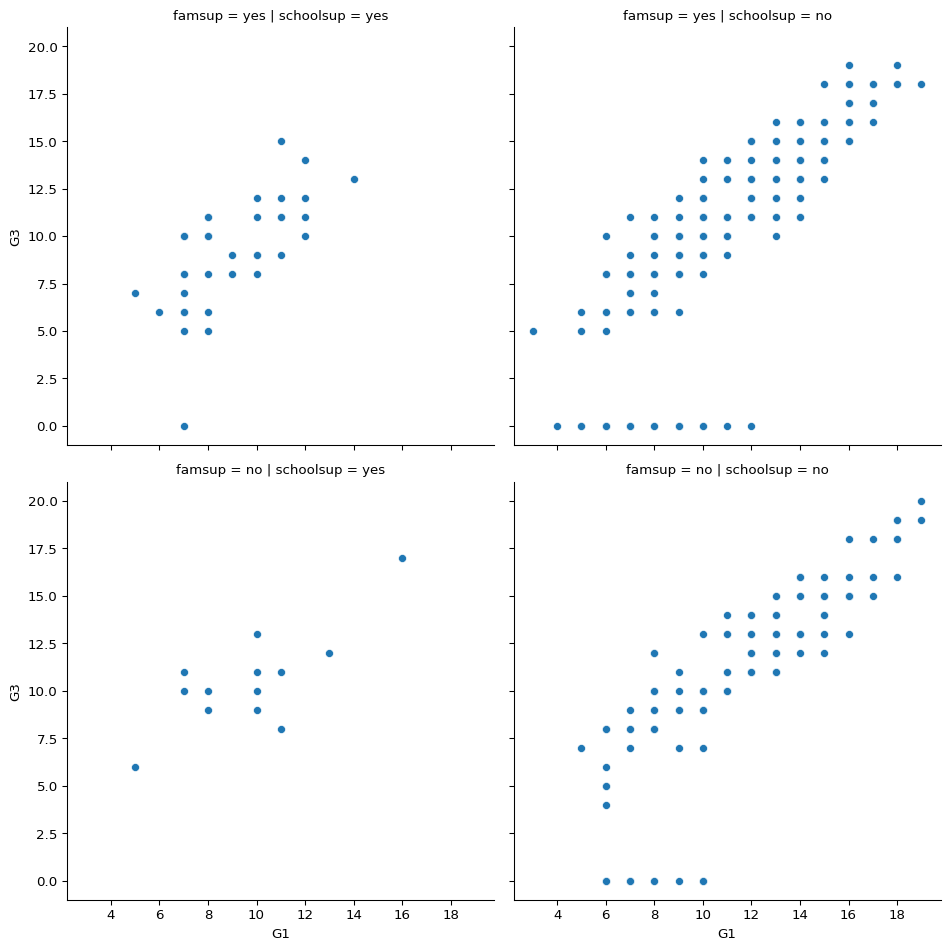 famsup = yes | schoolsup = yes
famsup = yes | schoolsup = no
20.0
17.5
15.0
12.5
10.0
7.5
5.0
2.5
0.0
G3
famsup = no | schoolsup = yes
famsup = no | schoolsup = no
20.0
17.5
15.0
12.5
10.0
7.5
5.0
2.5
0.0
G3
4 6 8 10 12 14 16 18
4 6 8 10 12 14 16 18
G1
G1